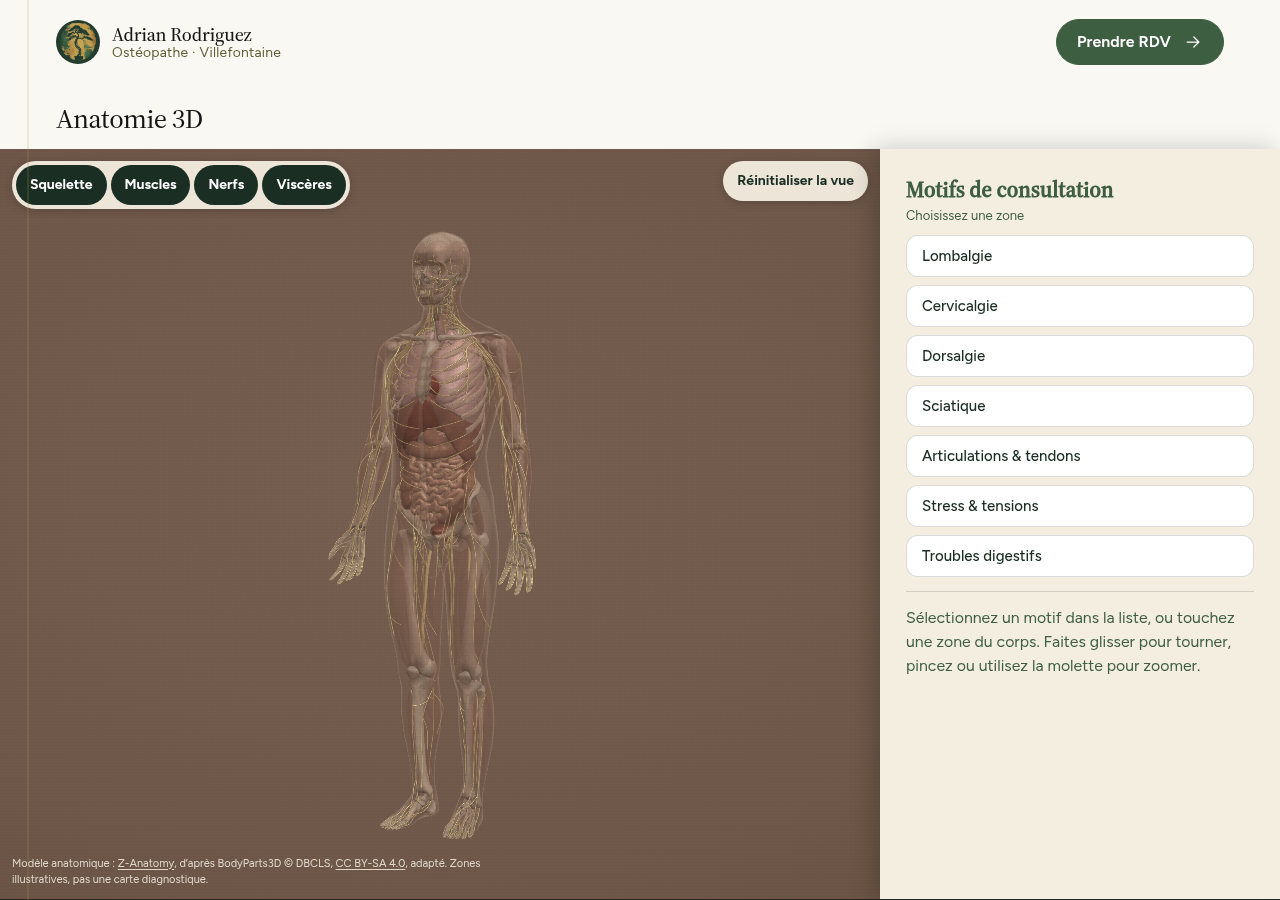 Adrian Rodriguez
Ostéopathe · Villefontaine
Prendre RDV
Anatomie 3D
Squelette
Muscles
Nerfs
Viscères
Réinitialiser la vue
Motifs de consultation
Choisissez une zone
Lombalgie
Cervicalgie
Dorsalgie
Sciatique
Articulations & tendons
Stress & tensions
Troubles digestifs
Sélectionnez un motif dans la liste, ou touchez
une zone du corps. Faites glisser pour tourner,
pincez ou utilisez la molette pour zoomer.
Modèle anatomique : Z-Anatomy, d'après BodyParts3D © DBCLS, CC BY-SA 4.0, adapté. Zones
illustratives, pas une carte diagnostique.